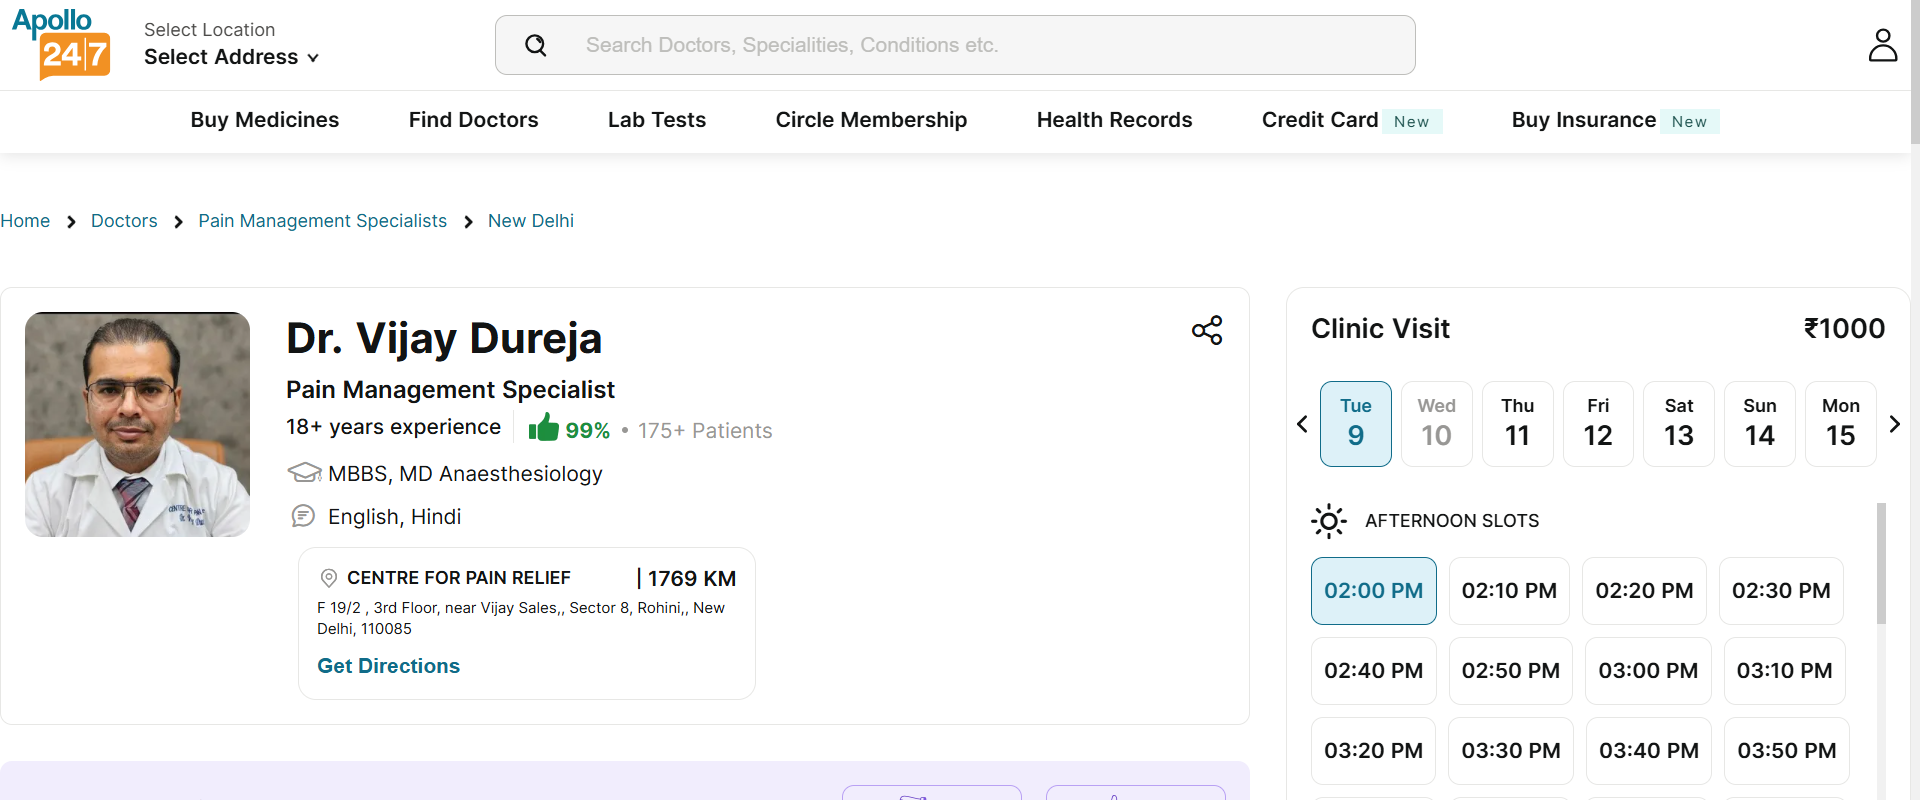 Apollo
24|7
Select Location
Select Address
Search Doctors, Specialities, Conditions etc.
Buy Medicines
Find Doctors
Lab Tests
Circle Membership
Health Records
Credit Card New
Buy Insurance New
Home
Doctors
Pain Management Specialists
New Delhi
Dr. Vijay Dureja
Pain Management Specialist
18+ years experience
99%
• 175+ Patients
MBBS, MD Anaesthesiology
English, Hindi
CENTRE FOR PAIN RELIEF
| 1769 KM
F 19/2 , 3rd Floor, near Vijay Sales,, Sector 8, Rohini,, New
Delhi, 110085
Get Directions
Clinic Visit
₹1000
Tue
9
Wed
10
Thu
11
Fri
12
Sat
13
Sun
14
Mon
15
AFTERNOON SLOTS
02:00 PM
02:10 PM
02:20 PM
02:30 PM
02:40 PM
02:50 PM
03:00 PM
03:10 PM
03:20 PM
03:30 PM
03:40 PM
03:50 PM